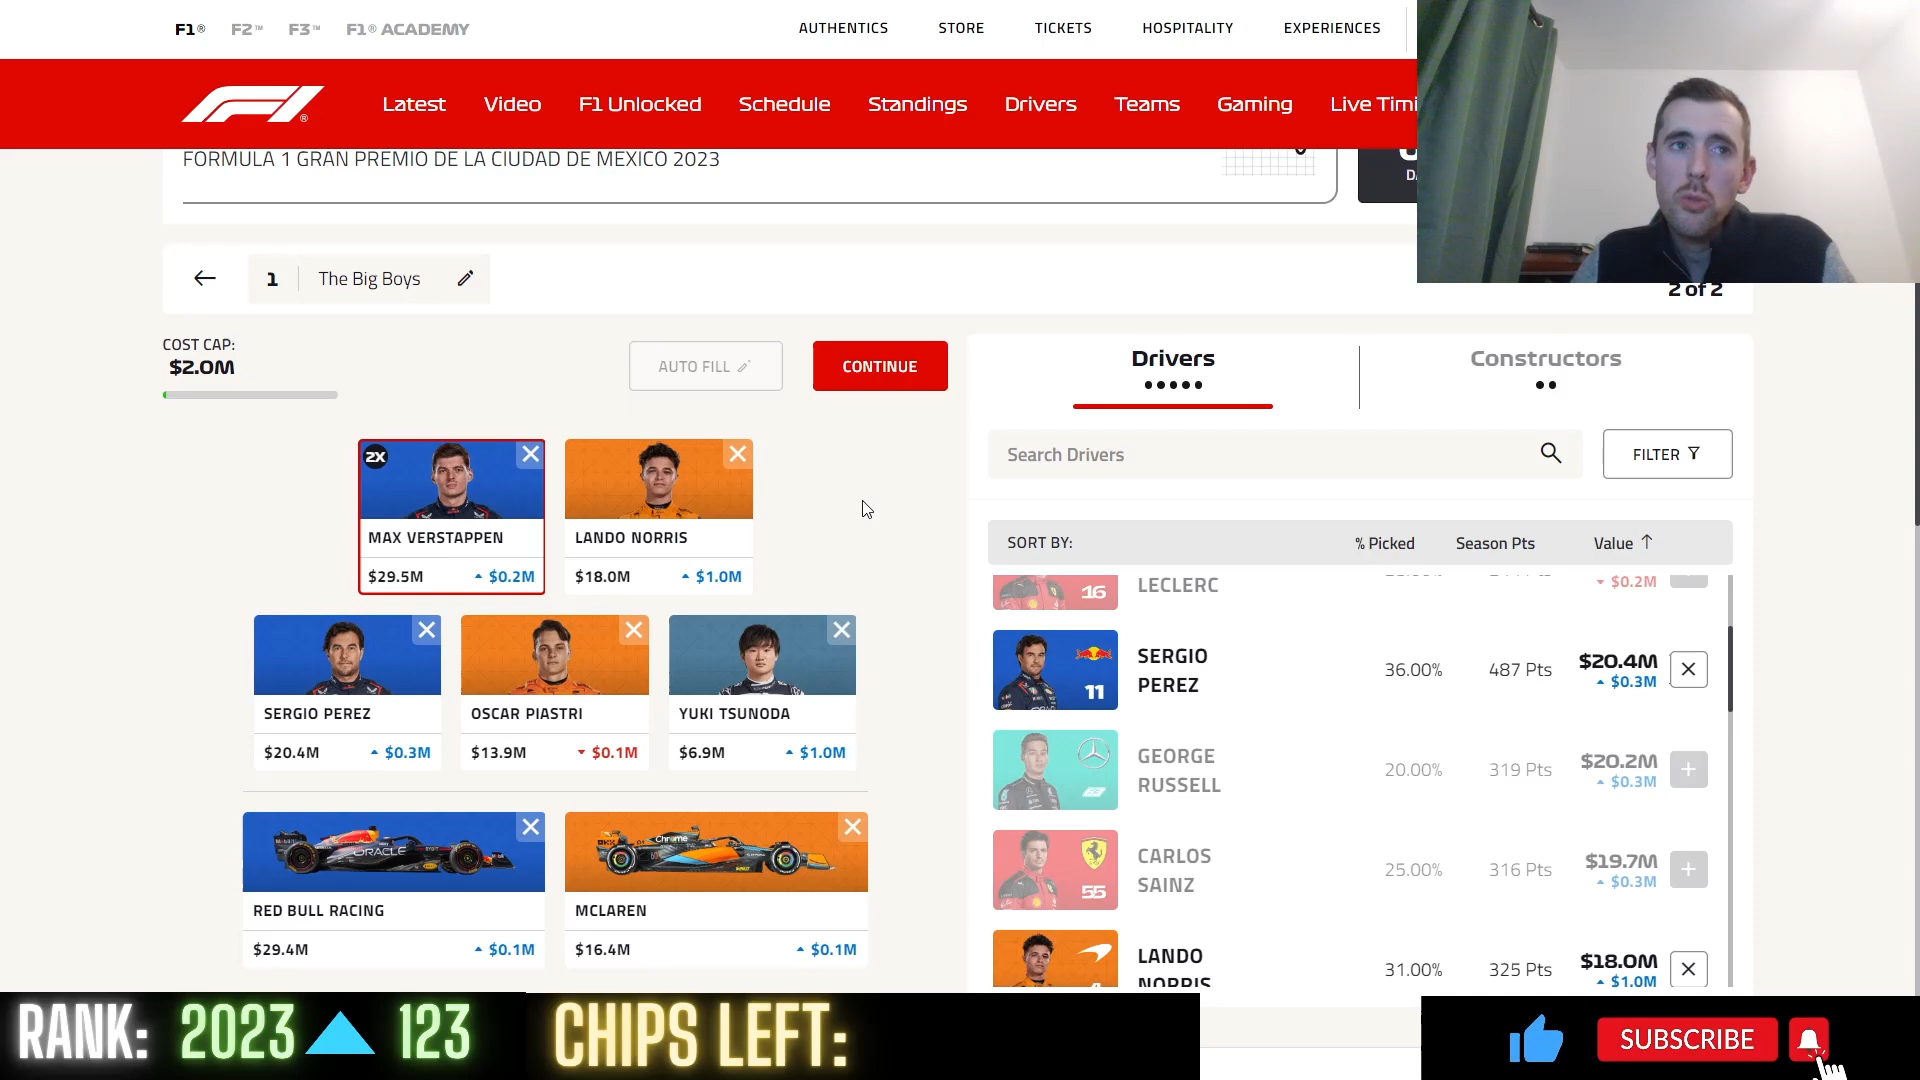 F1® F2™ F3™ F1® ACADEMY
AUTHENTICS STORE TICKETS HOSPITALITY EXPERIENCES
F1® Latest Video F1 Unlocked Schedule Standings Drivers Teams Gaming
FORMULA 1 GRAN PREMIO DE LA CIUDAD DE MEXICO 2023
1 The Big Boys
2 of 2
COST CAP:
$2.0M
AUTO FILL
CONTINUE
2X
MAX VERSTAPPEN
$29.5M $0.2M
LANDO NORRIS
$18.0M $1.0M
SERGIO PEREZ
$20.4M $0.3M
OSCAR PIASTRI
$13.9M $0.1M
YUKI TSUNODA
$6.9M $1.0M
ORACLE
RED BULL RACING
$29.4M $0.1M
Chrome
MCLAREN
$16.4M $0.1M
Drivers Constructors
Search Drivers
FILTER
SORT BY: % Picked Season Pts Value
16 LECLERC $0.2M
11 SERGIO PEREZ 36.00% 487 Pts $20.4M
$0.3M
GEORGE RUSSELL 20.00% 319 Pts $20.2M
$0.3M
55 CARLOS SAINZ 25.00% 316 Pts $19.7M
$0.3M
LANDO NORRIS 31.00% 325 Pts $18.0M
$1.0M
RANK: 2023 123 CHIPS LEFT:
SUBSCRIBE